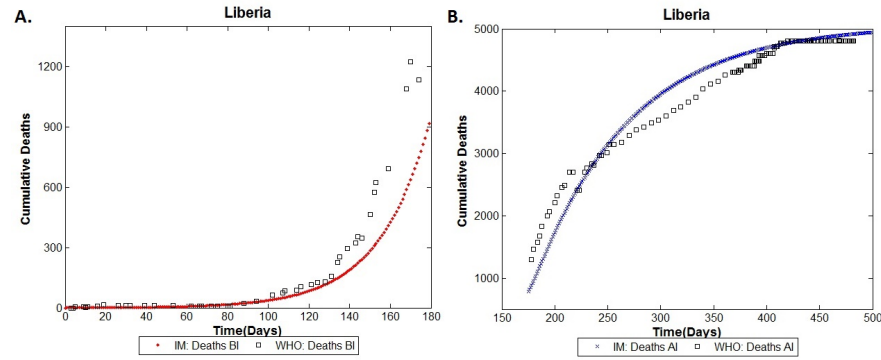 A.
Liberia
Cumulative Deaths
1200
900
600
300
0
0 20 40 60 80 100 120 140 160 180
Time(Days)
IM: Deaths BI WHO: Deaths BI
B.
Liberia
Cumulative Deaths
5000
4000
3000
2000
1000
150 200 250 300 350 400 450 500
Time(Days)
IM: Deaths AI WHO: Deaths AI